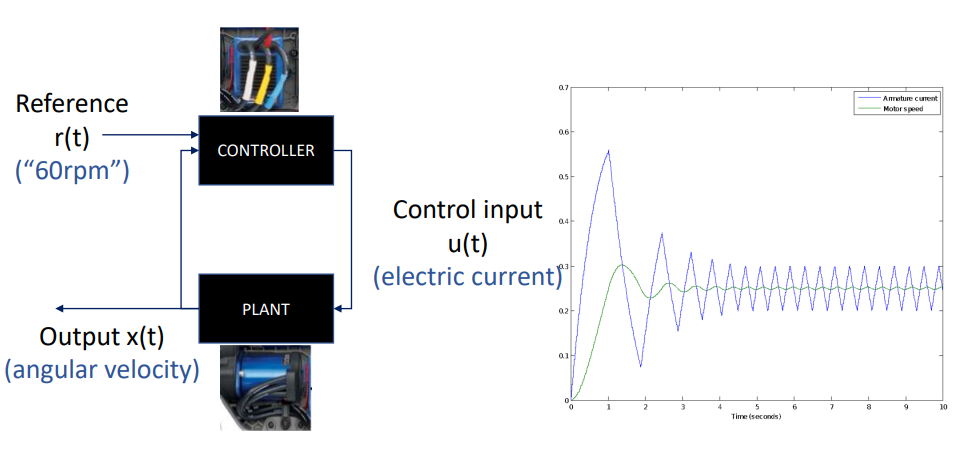 Reference
r(t)
(“60rpm”)
CONTROLLER
Control input
u(t)
(electric current)
PLANT
Output x(t)
(angular velocity)
Armature current
Motor speed
0.7
0.6
0.5
0.4
0.3
0.2
0.1
0
0 1 2 3 4 5 6 7 8 9 10
Time (seconds)